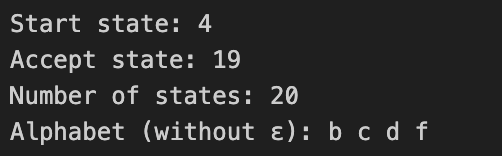 Start state: 4
Accept state: 19
Number of states: 20
Alphabet (without ε): b c d f